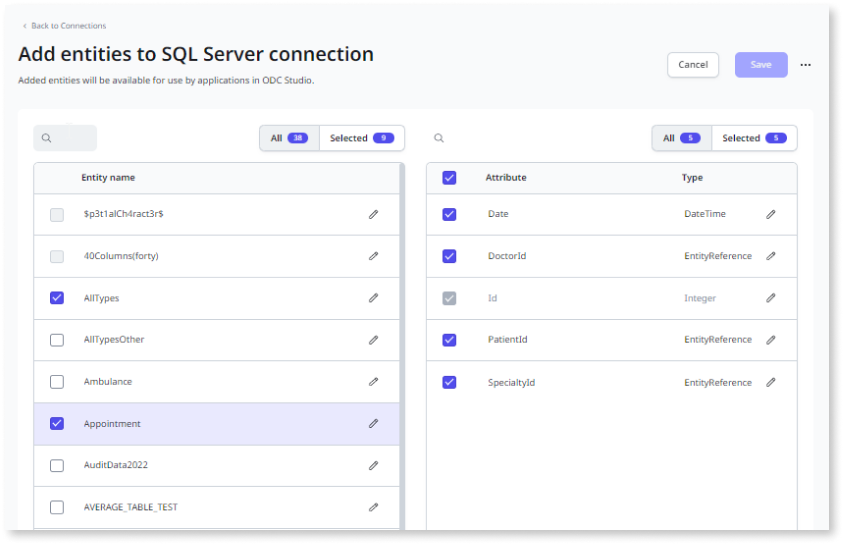 Back to Connections
Add entities to SQL Server connection
Added entities will be available for use by applications in ODC Studio.
Cancel
Save
All 38
Selected 9
All 5
Selected 5
Entity name
$p3t1alCh4ract3r$
40Columns(forty)
AllTypes
AllTypesOther
Ambulance
Appointment
AuditData2022
AVERAGE_TABLE_TEST
Attribute Type
Date DateTime
DoctorId EntityReference
Id Integer
PatientId EntityReference
SpecialtyId EntityReference